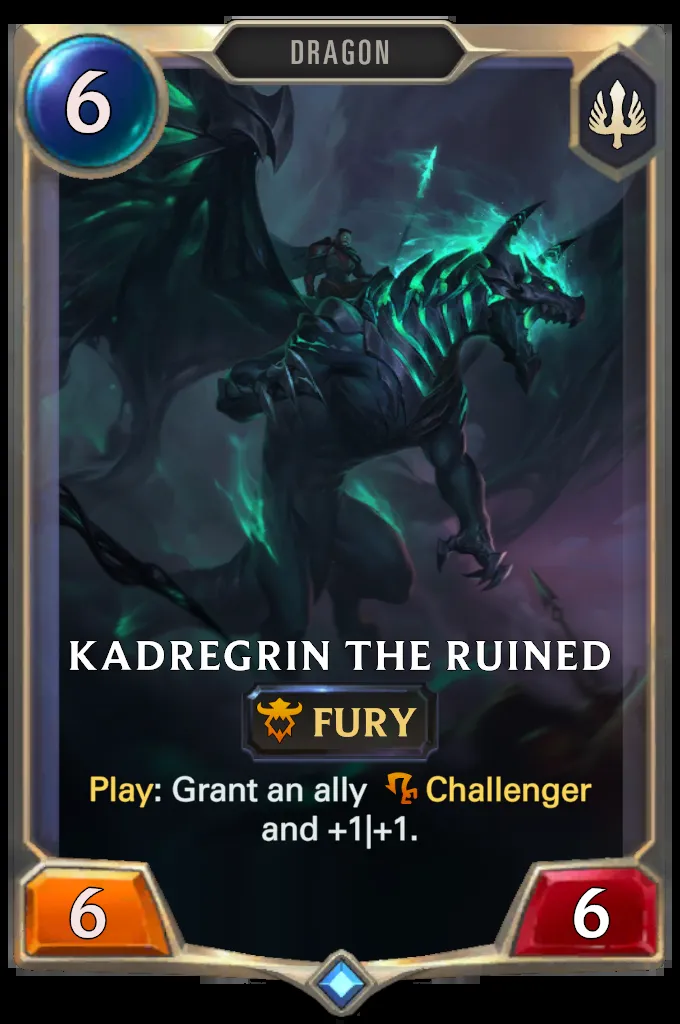 DRAGON
6
KADREGRIN THE RUINED
FURY
Play: Grant an ally Challenger
and +1|+1.
6
6